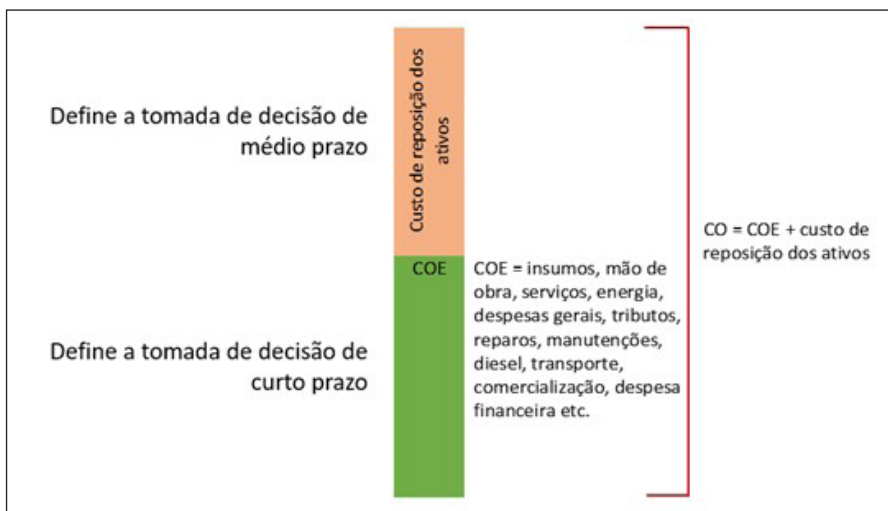 Define a tomada de decisão de
médio prazo
Custo de reposição dos
ativos
CO = COE + custo de
reposição dos ativos
COE
COE = insumos, mão de
obra, serviços, energia,
despesas gerais, tributos,
reparos, manutenções,
diesel, transporte,
comercialização, despesa
financeira etc.
Define a tomada de decisão de
curto prazo